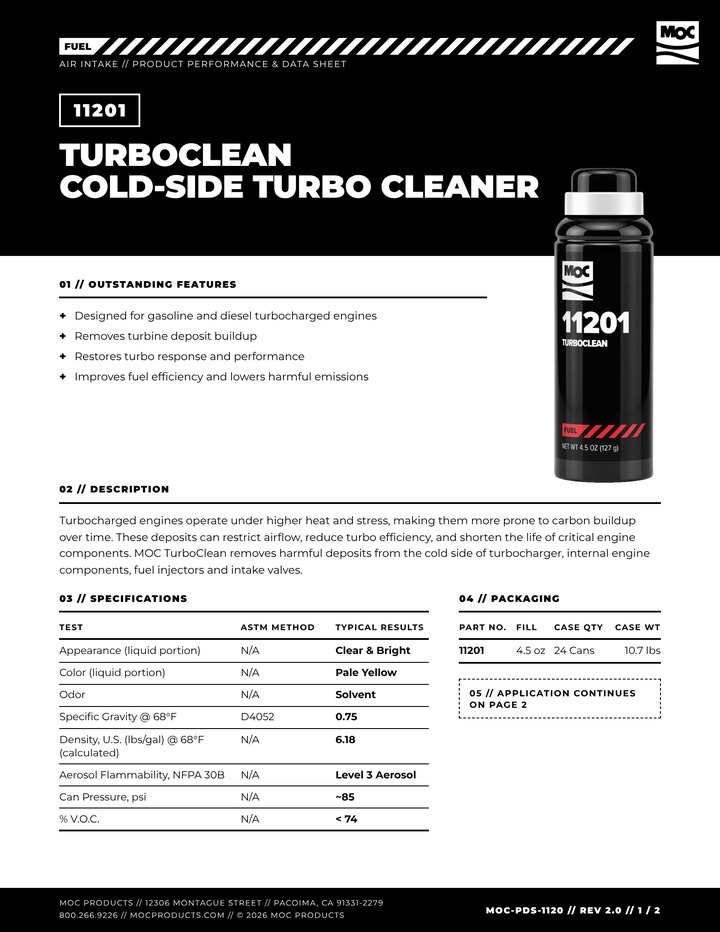 FUEL
MOC
AIR INTAKE // PRODUCT PERFORMANCE & DATA SHEET
11201
TURBOCLEAN
COLD-SIDE TURBO CLEANER
01 // OUTSTANDING FEATURES
+ Designed for gasoline and diesel turbocharged engines
+ Removes turbine deposit buildup
+ Restores turbo response and performance
+ Improves fuel efficiency and lowers harmful emissions
MOC
11201
TURBOCLEAN
FUEL
NET WT 4.5 OZ (127 g)
02 // DESCRIPTION
Turbocharged engines operate under higher heat and stress, making them more prone to carbon buildup
over time. These deposits can restrict airflow, reduce turbo efficiency, and shorten the life of critical engine
components. MOC TurboClean removes harmful deposits from the cold side of turbocharger, internal engine
components, fuel injectors and intake valves.
03 // SPECIFICATIONS
TEST ASTM METHOD TYPICAL RESULTS
Appearance (liquid portion) N/A Clear & Bright
Color (liquid portion) N/A Pale Yellow
Odor N/A Solvent
Specific Gravity @ 68°F D4052 0.75
Density, U.S. (lbs/gal) @ 68°F N/A 6.18
(calculated)
Aerosol Flammability, NFPA 30B N/A Level 3 Aerosol
Can Pressure, psi N/A ~85
% V.O.C. N/A < 74
04 // PACKAGING
PART NO. FILL CASE QTY CASE WT
11201 4.5 oz 24 Cans 10.7 lbs
05 // APPLICATION CONTINUES
ON PAGE 2
MOC PRODUCTS // 12306 MONTAGUE STREET // PACOIMA, CA 91331-2279
800.266.9226 // MOCPRODUCTS.COM // © 2026 MOC PRODUCTS
MOC-PDS-1120 // REV 2.0 // 1 / 2